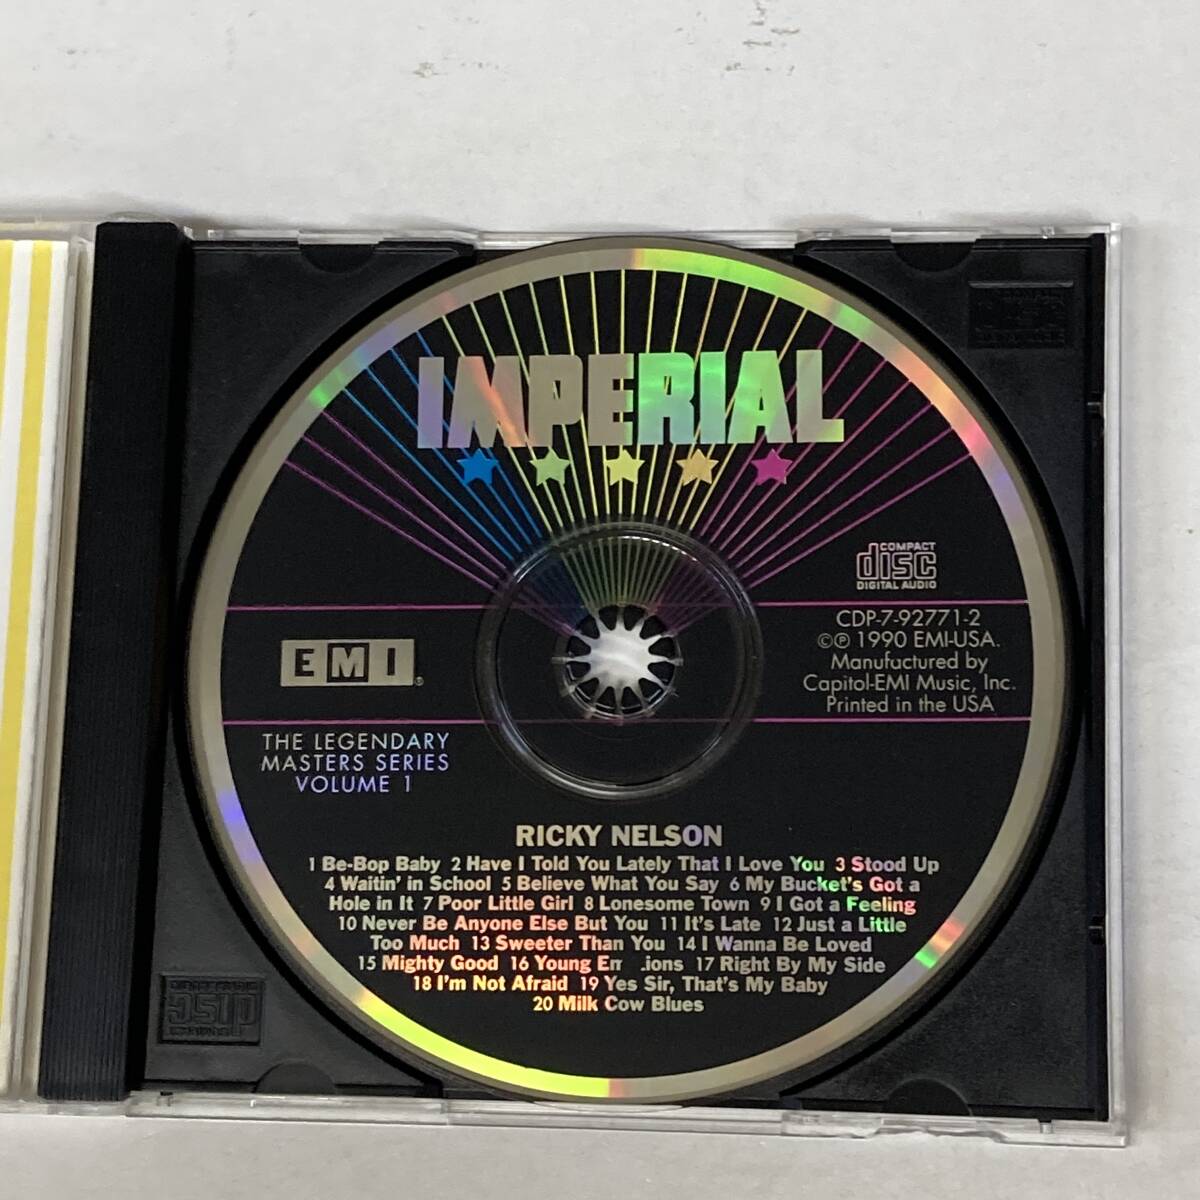 IMPERIAL
COMPACT
disc
DIGITAL AUDIO
CDP-7-92771-2
©℗ 1990 EMI-USA.
Manufactured by
Capitol-EMI Music, Inc.
Printed in the USA
EMI®
THE LEGENDARY
MASTERS SERIES
VOLUME 1
RICKY NELSON
1 Be-Bop Baby 2 Have I Told You Lately That I Love You 3 Stood Up
4 Waitin' in School 5 Believe What You Say 6 My Bucket's Got a
Hole in It 7 Poor Little Girl 8 Lonesome Town 9 I Got a Feeling
10 Never Be Anyone Else But You 11 It's Late 12 Just a Little
Too Much 13 Sweeter Than You 14 I Wanna Be Loved
15 Mighty Good 16 Young 17 Right By My Side
18 I'm Not Afraid 19 Yes Sir, That's My Baby
20 Milk Cow Blues
disc